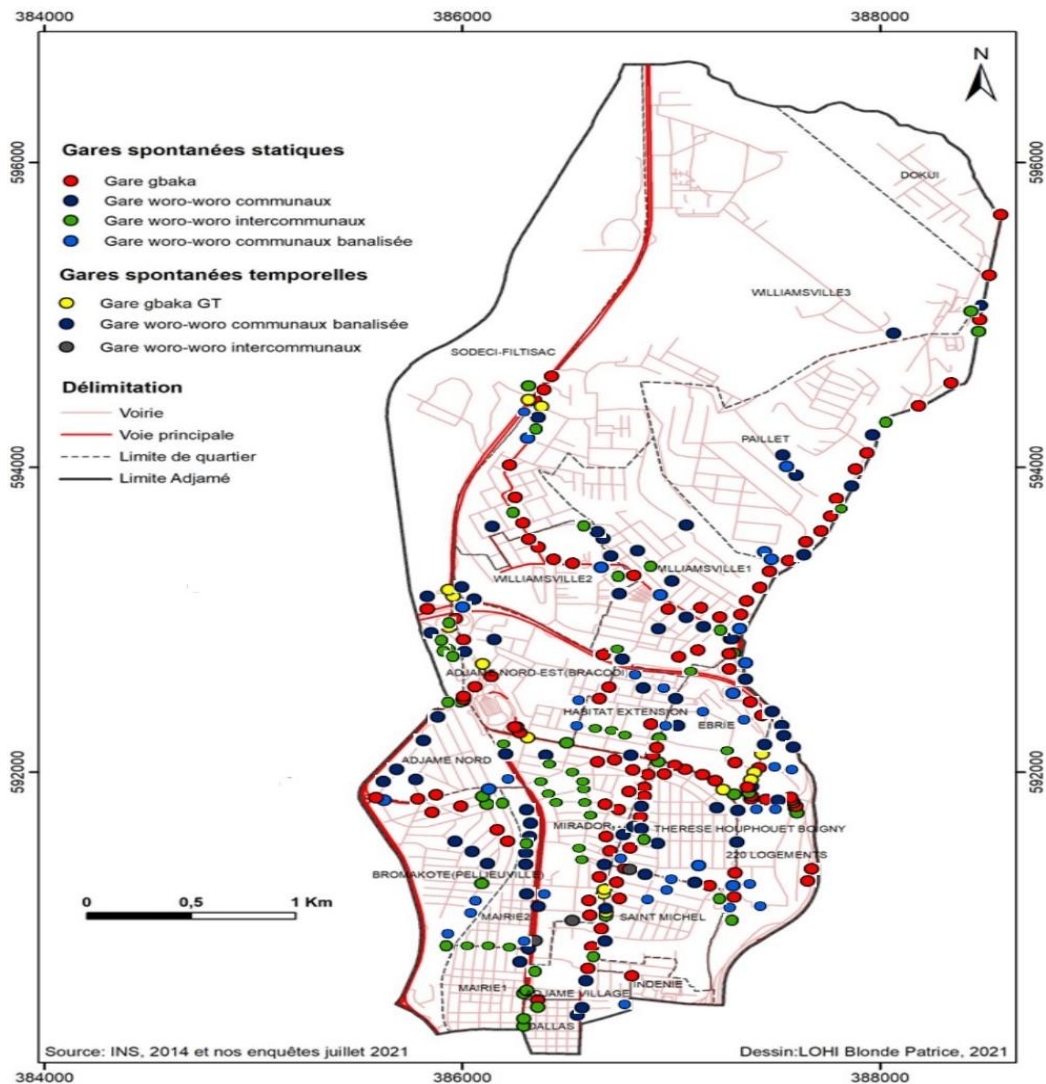 384000 386000 388000
N
596000 596000
Gares spontanées statiques
Gare gbaka
Gare woro-woro communaux
Gare woro-woro intercommunaux
Gare woro-woro communaux banalisée
Gares spontanées temporelles
Gare gbaka GT
Gare woro-woro communaux banalisée
Gare woro-woro intercommunaux
Délimitation
Voirie
Voie principale
Limite de quartier
Limite Adjamé
DOKUI
WILLIAMSVILLE3
SODECI-FILTISAC
PAILLET
594000 594000
WILLIAMSVILLE2
ADJAME NORD-EST(BRACODI)
HABITAT EXTENSION
EBRIE
592000 592000
ADJAME NORD
MIRADOR
THERESE HOUPHOUET BOIGNY
220 LOGEMENTS
BROMAKOTE(PELLIEUVILLE)
MAIRIE2
SAINT MICHEL
0 0,5 1 Km
MAIRIE1
INDENIE
VILLAGE
DALLAS
Source: INS, 2014 et nos enquêtes juillet 2021
Dessin:LOHI Blonde Patrice, 2021
384000 386000 388000